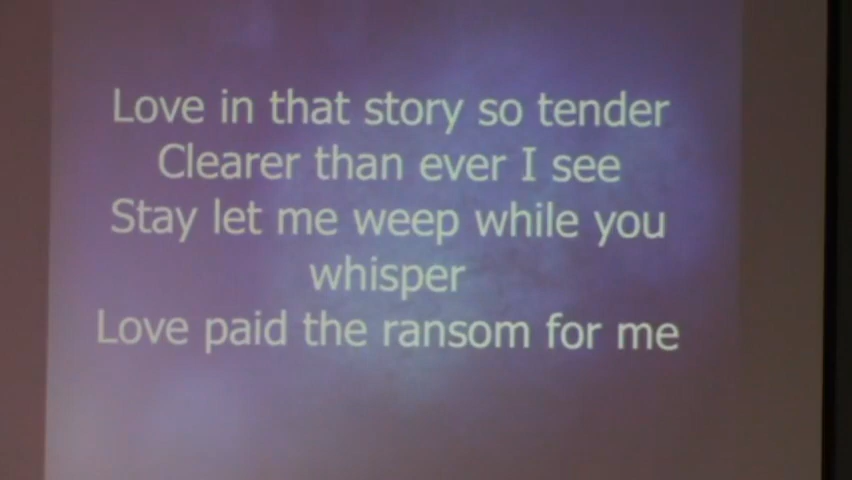 Love in that story so tender
Clearer than ever I see
Stay let me weep while you
whisper
Love paid the ransom for me